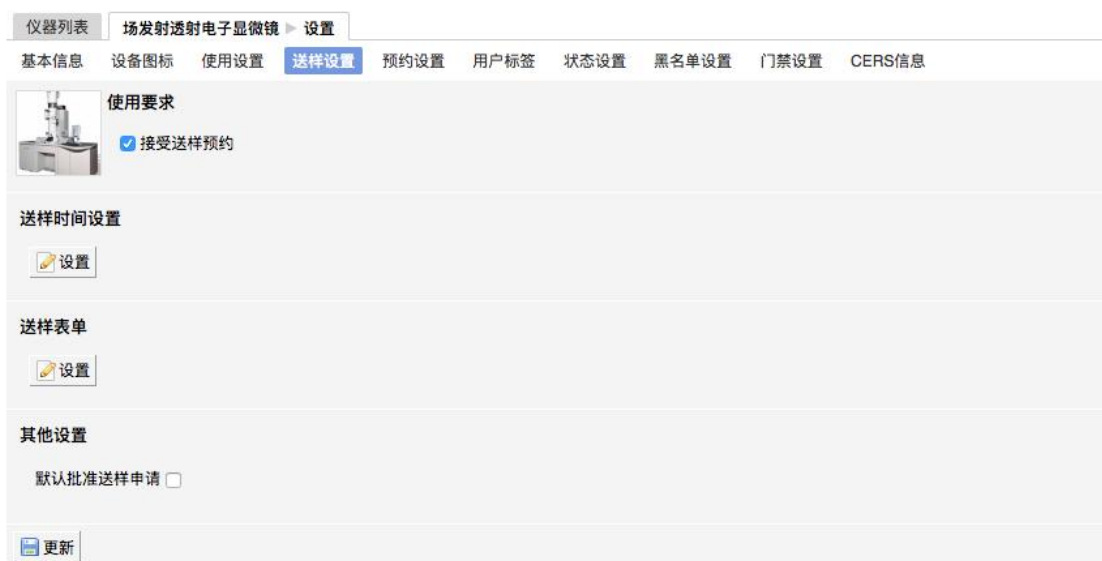 仪器列表 场发射透射电子显微镜 ▶ 设置
基本信息 设备图标 使用设置 送样设置 预约设置 用户标签 状态设置 黑名单设置 门禁设置 CERS信息
使用要求
接受送样预约
送样时间设置
设置
送样表单
设置
其他设置
默认批准送样申请
更新